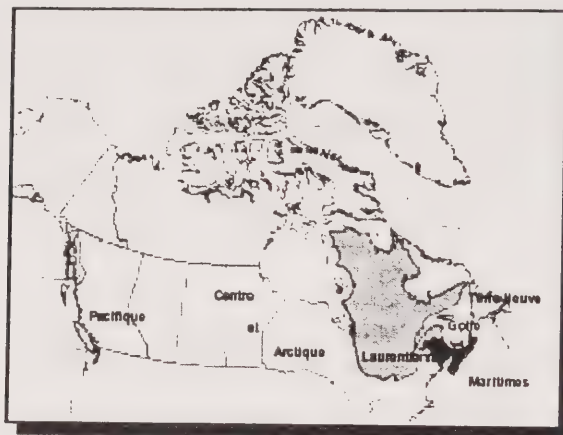 Terre-Neuve
Centre
Pacifique
Golfe
et
Arctique
Laurentienne
Maritimes